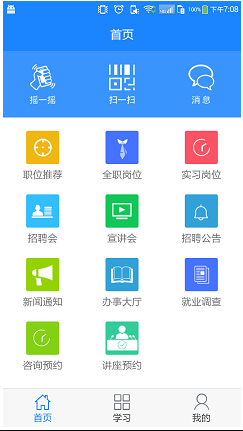 100% 下午7:08
首页
摇一摇 扫一扫 消息
职位推荐 全职岗位 实习岗位
招聘会 宣讲会 招聘公告
新闻通知 办事大厅 就业调查
咨询预约 讲座预约
首页 学习 我的